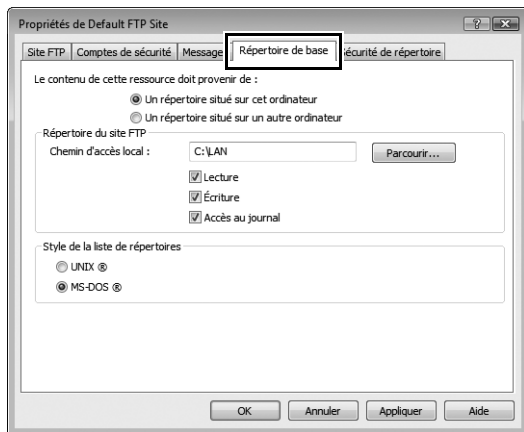 Propriétés de Default FTP Site
Site FTP Comptes de sécurité Message Répertoire de base Sécurité de répertoire
Le contenu de cette ressource doit provenir de :
Un répertoire situé sur cet ordinateur
Un répertoire situé sur un autre ordinateur
Répertoire du site FTP
Chemin d'accès local : C:\LAN Parcourir...
Lecture
Écriture
Accès au journal
Style de la liste de répertoires
UNIX ®
MS-DOS ®
OK Annuler Appliquer Aide